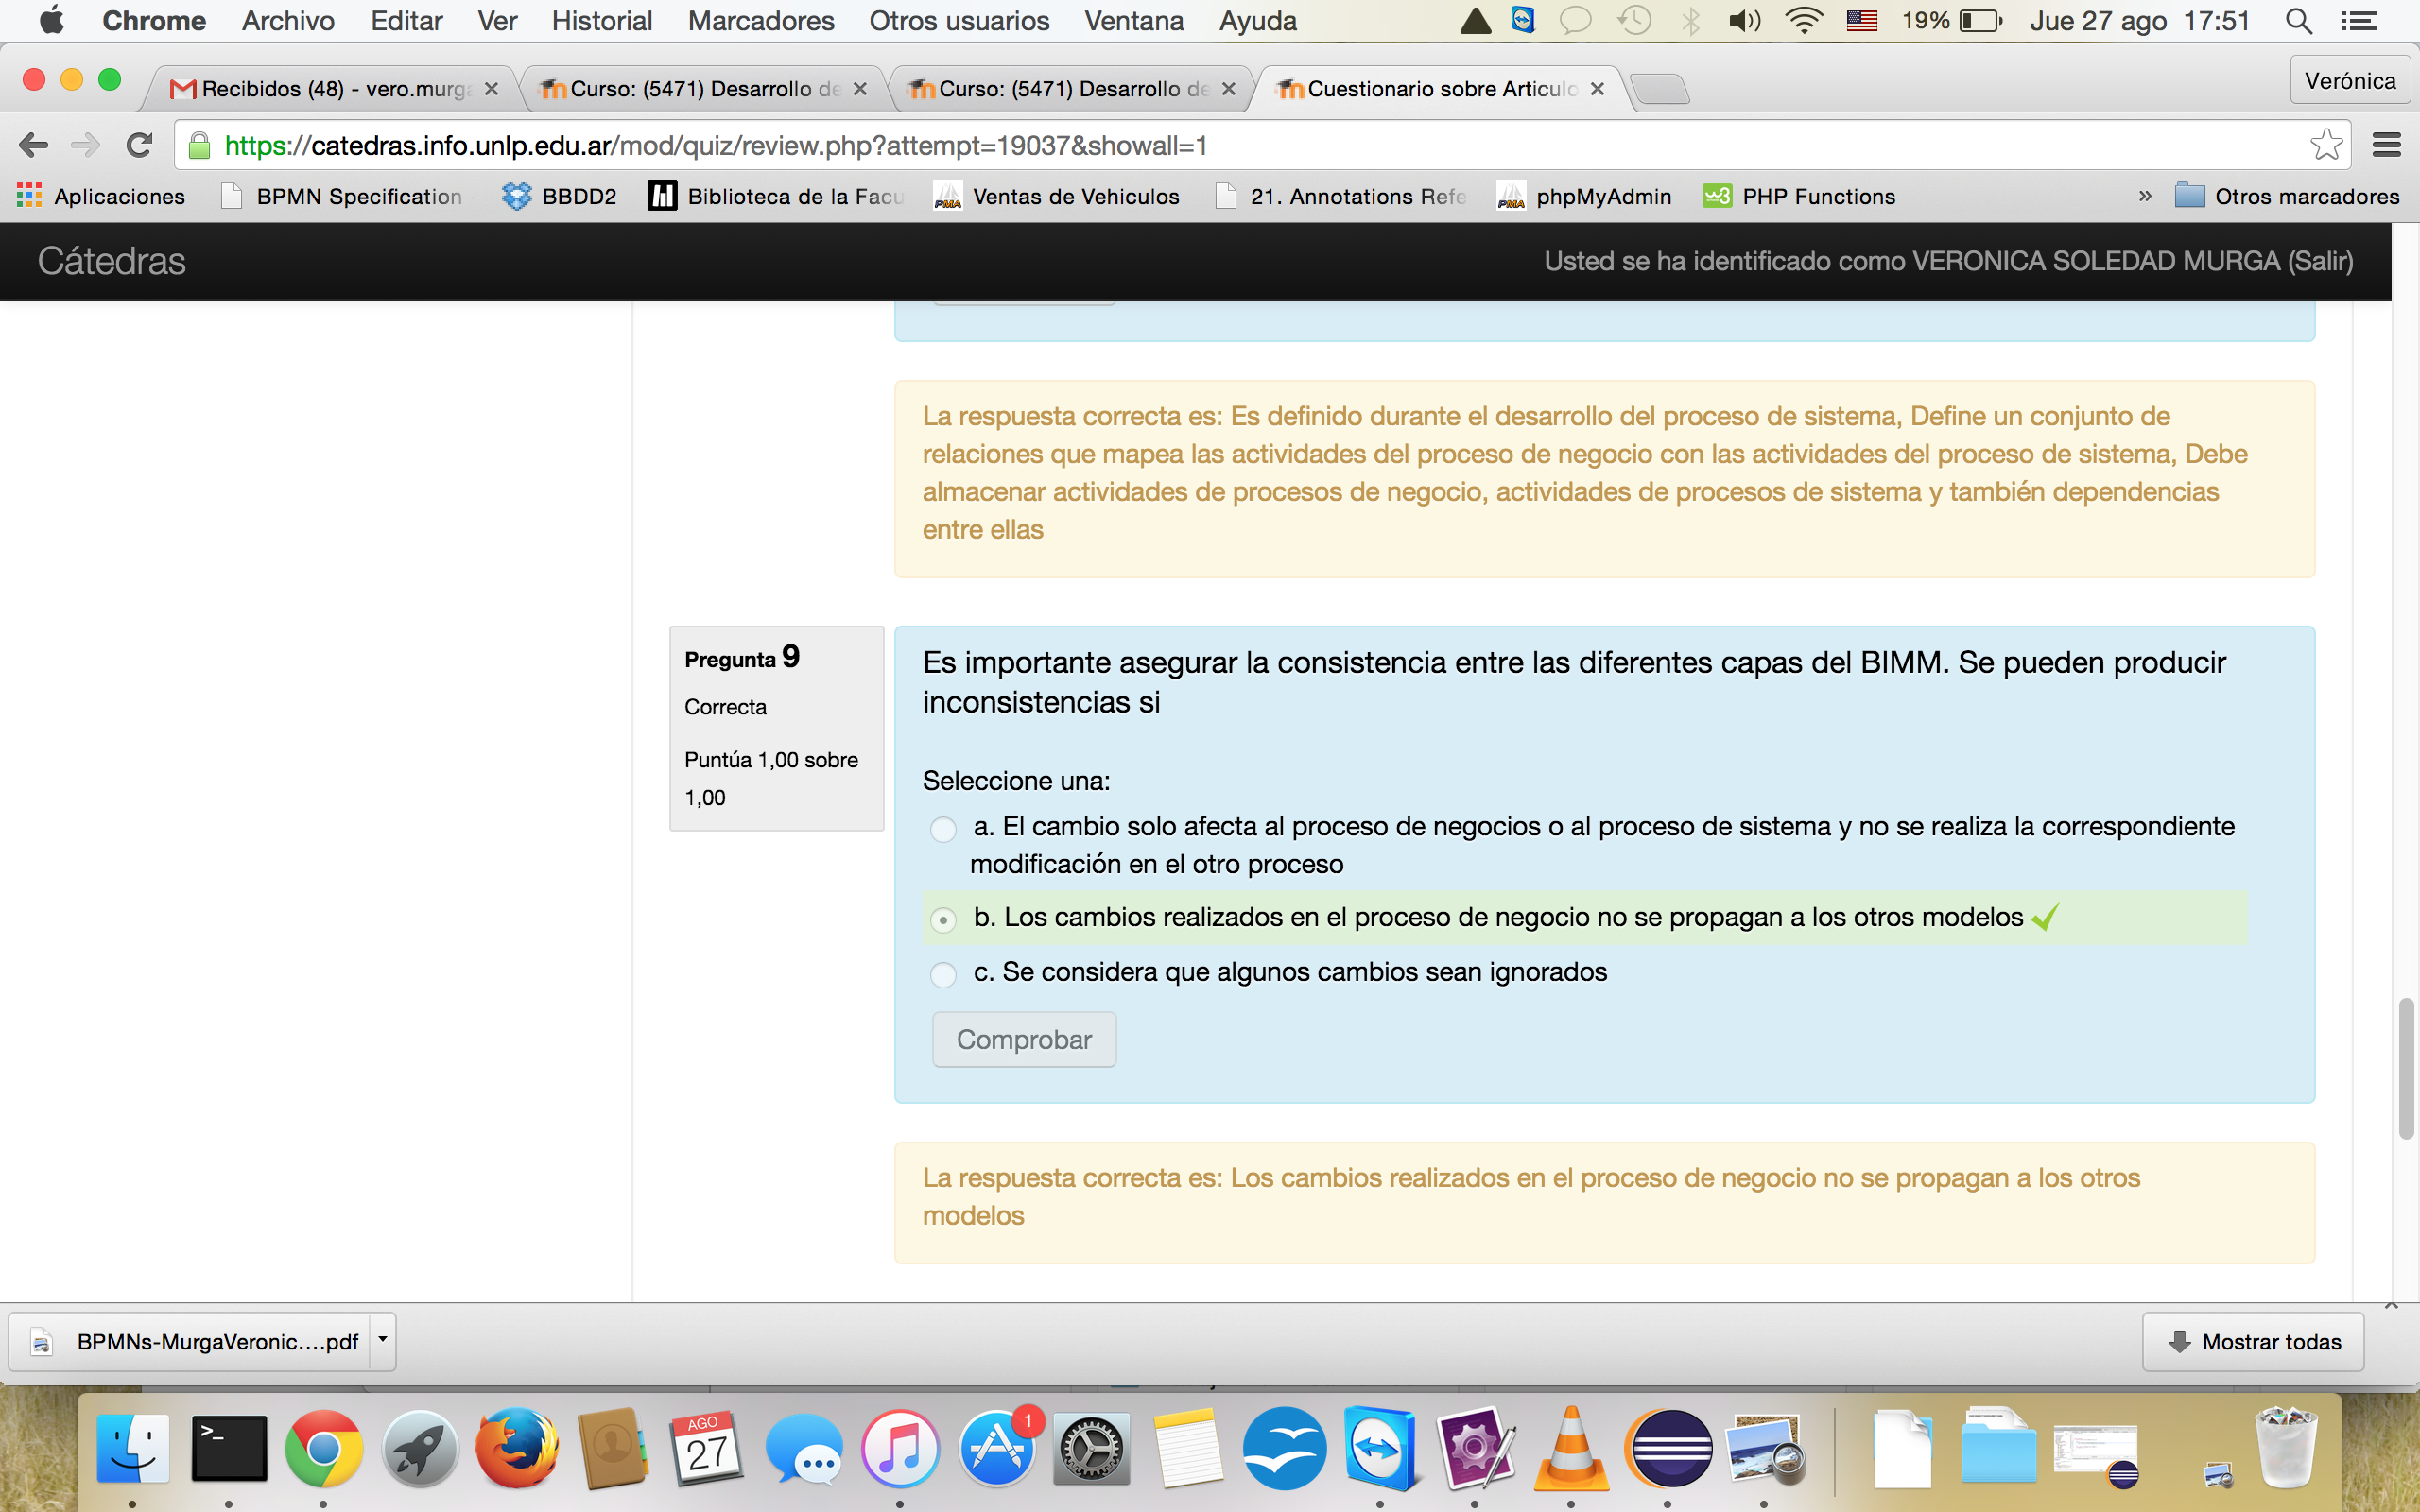 Chrome Archivo Editar Ver Historial Marcadores Otros usuarios Ventana Ayuda 19% Jue 27 ago 17:51
Recibidos (48) - vero.murga Curso: (5471) Desarrollo de Curso: (5471) Desarrollo de Cuestionario sobre Articulo Verónica
https://catedras.info.unlp.edu.ar/mod/quiz/review.php?attempt=19037&showall=1
Aplicaciones BPMN Specification BBDD2 Biblioteca de la Facu PMA Ventas de Vehiculos 21. Annotations Refe PMA phpMyAdmin w3 PHP Functions » Otros marcadores
Cátedras Usted se ha identificado como VERONICA SOLEDAD MURGA (Salir)
La respuesta correcta es: Es definido durante el desarrollo del proceso de sistema, Define un conjunto de
relaciones que mapea las actividades del proceso de negocio con las actividades del proceso de sistema, Debe
almacenar actividades de procesos de negocio, actividades de procesos de sistema y también dependencias
entre ellas
Pregunta 9
Correcta
Puntúa 1,00 sobre
1,00
Es importante asegurar la consistencia entre las diferentes capas del BIMM. Se pueden producir
inconsistencias si
Seleccione una:
a. El cambio solo afecta al proceso de negocios o al proceso de sistema y no se realiza la correspondiente
modificación en el otro proceso
b. Los cambios realizados en el proceso de negocio no se propagan a los otros modelos
c. Se considera que algunos cambios sean ignorados
Comprobar
La respuesta correcta es: Los cambios realizados en el proceso de negocio no se propagan a los otros
modelos
BPMNs-MurgaVeronic....pdf Mostrar todas
>_
AGO
27
1